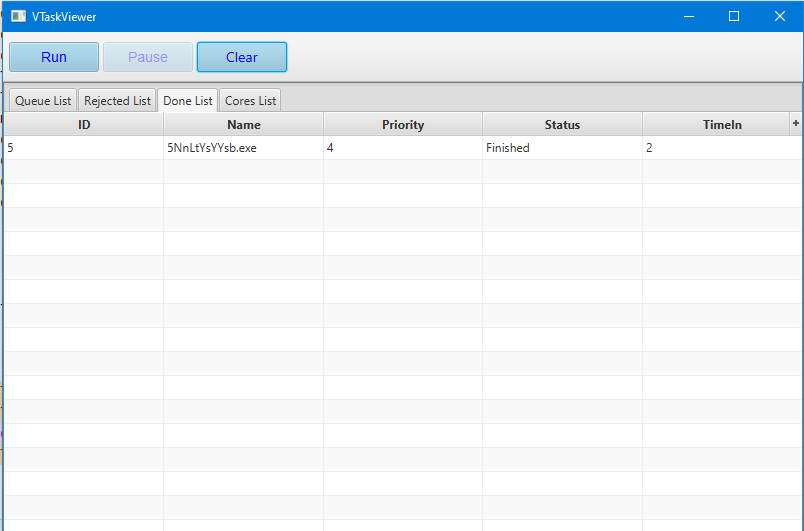 VTaskViewer
Run Pause Clear
Queue List Rejected List Done List Cores List
ID Name Priority Status TimeIn +
5 5NnLtYsYYsb.exe 4 Finished 2